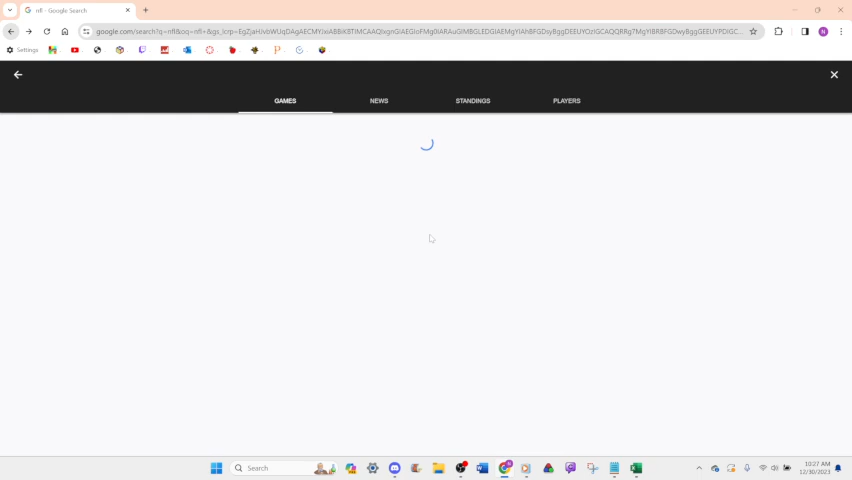 nfl - Google Search
google.com/search?q=nfl&oq=nfl+&gs_lcrp=
Settings
GAMES NEWS STANDINGS PLAYERS
Search
10:27 AM
12/30/2023